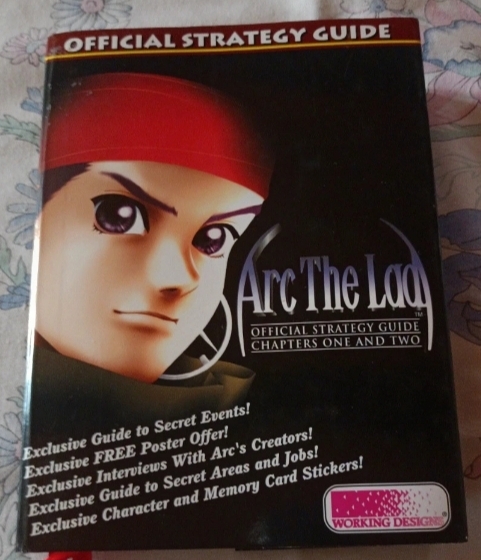 OFFICIAL STRATEGY GUIDE
Arc The Lad
TM
OFFICIAL STRATEGY GUIDE
CHAPTERS ONE AND TWO
Exclusive Guide to Secret Events!
Exclusive FREE Poster Offer!
Exclusive Interviews With Arc's Creators!
Exclusive Guide to Secret Areas and Jobs!
Exclusive Character and Memory Card Stickers!
WORKING DESIGNS